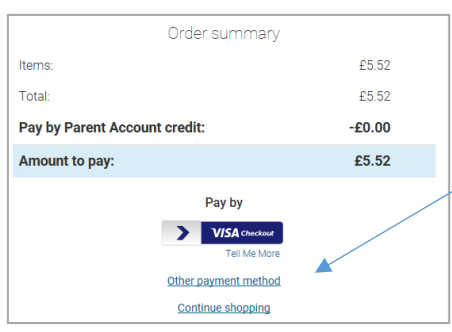 Order summary
Items: £5.52
Total: £5.52
Pay by Parent Account credit: -£0.00
Amount to pay: £5.52
Pay by
VISA Checkout
Tell Me More
Other payment method
Continue shopping